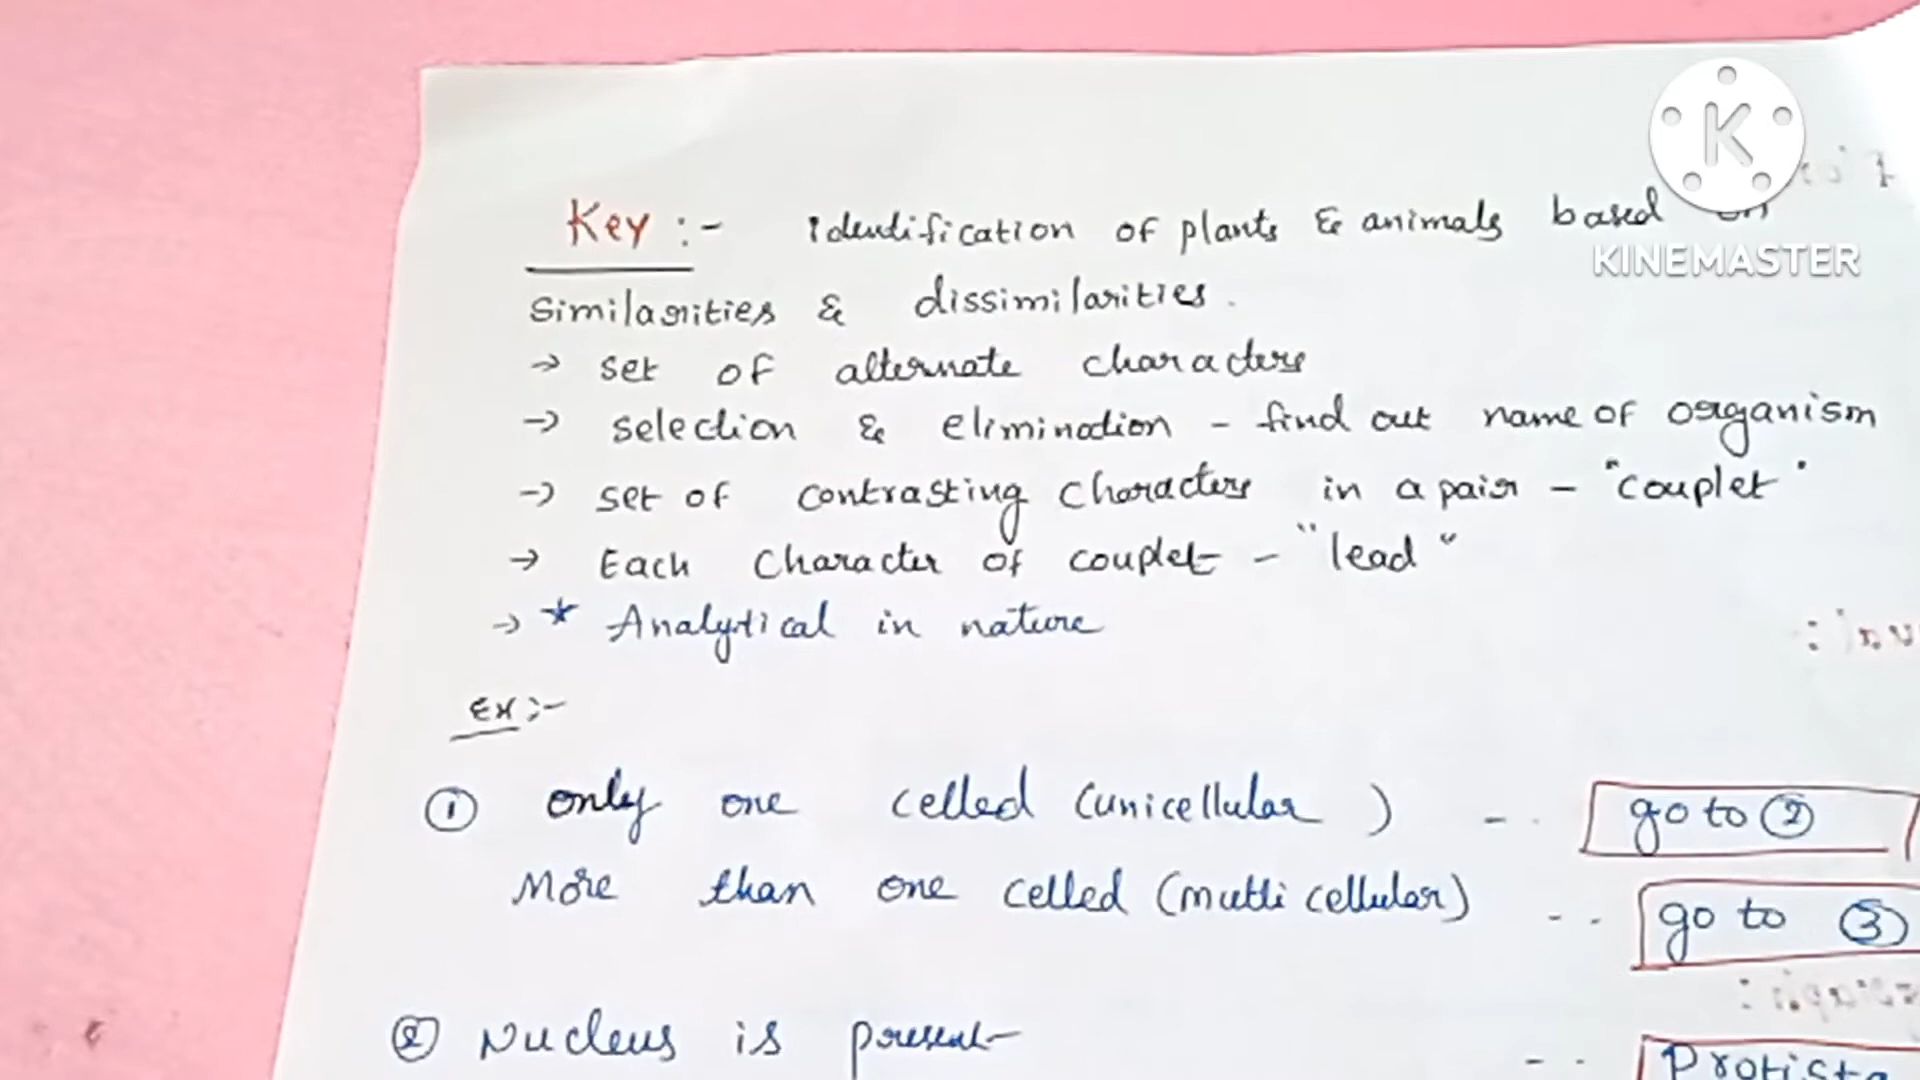 Key :- Identification of plants & animals based on
similarities & dissimilarities.
→ set of alternate characters
→ selection & elimination - find out name of organism
→ set of contrasting characters in a pair - "couplet"
→ Each character of couplet - "lead"
→ * Analytical in nature
Ex :-
① only one celled (unicellular) - - go to ②
More than one celled (multi cellular) - - go to ③
② Nucleus is present - - Protista
K
KINEMASTER